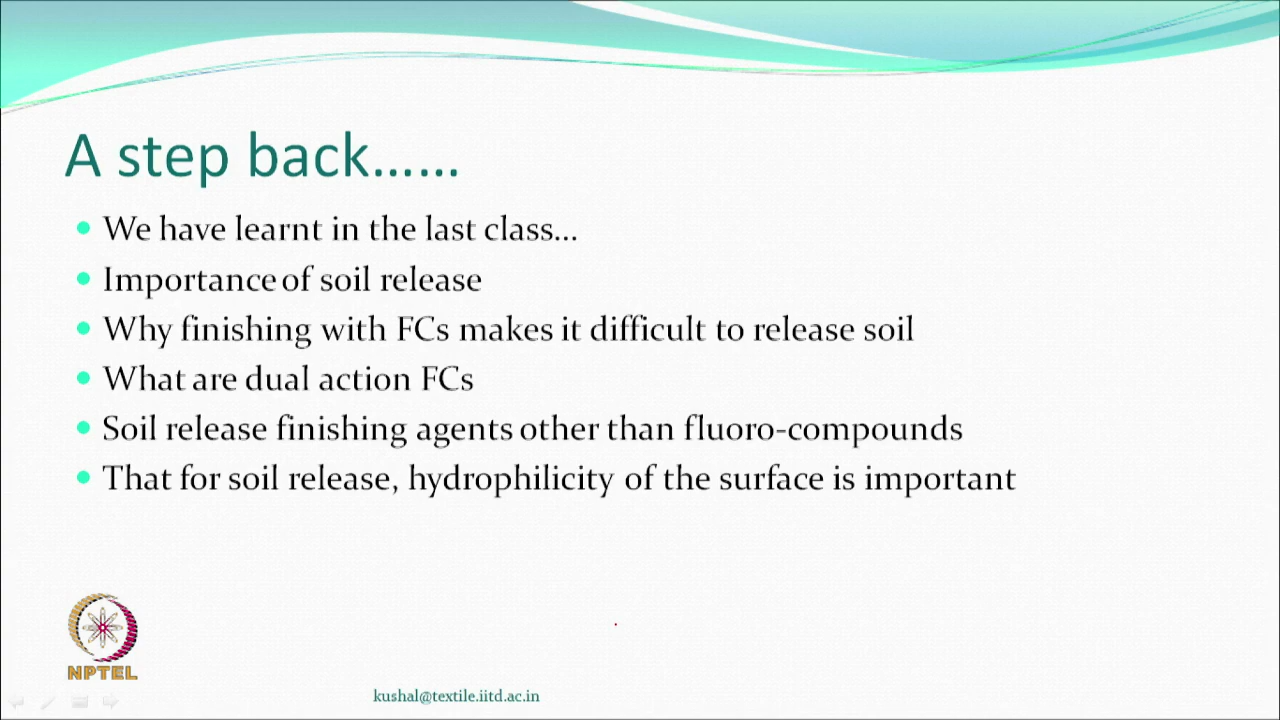 A step back……
We have learnt in the last class…
Importance of soil release
Why finishing with FCs makes it difficult to release soil
What are dual action FCs
Soil release finishing agents other than fluoro-compounds
That for soil release, hydrophilicity of the surface is important
NPTEL
kushal@textile.iitd.ac.in